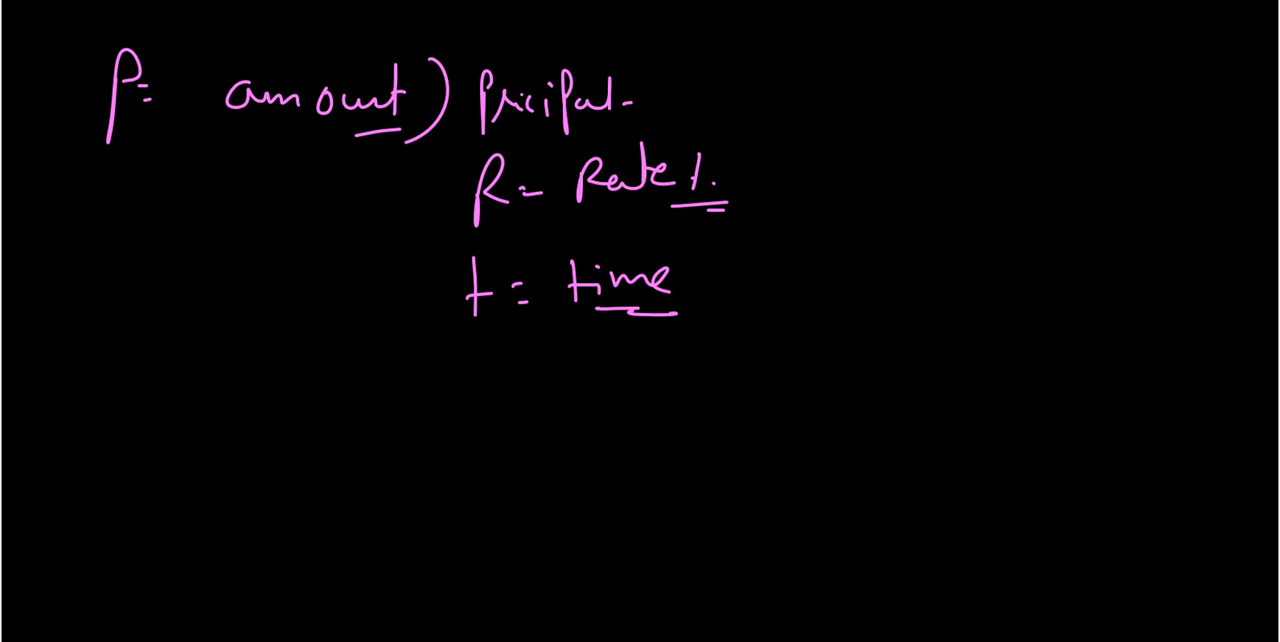 P= amount) pricipal-
R= Rate %.
t= time